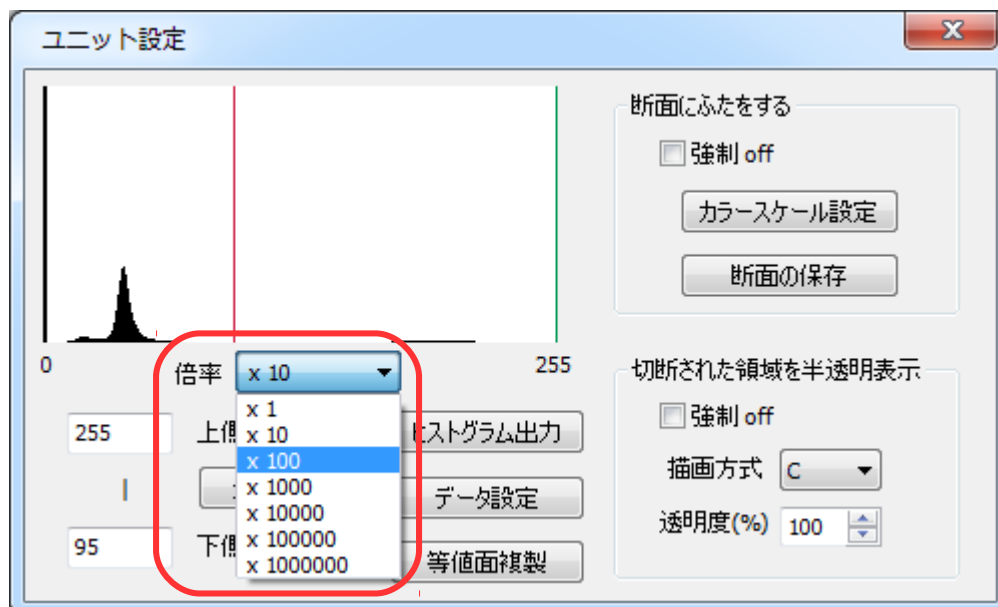 ユニット設定
x
0
255
倍率
x 10
x 1
x 10
x 100
x 1000
x 10000
x 100000
x 1000000
255
上側
95
下側
ヒストグラム出力
データ設定
等値面複製
断面にふたをする
強制 off
カラースケール設定
断面の保存
切断された領域を半透明表示
強制 off
描画方式
C
透明度(%)
100